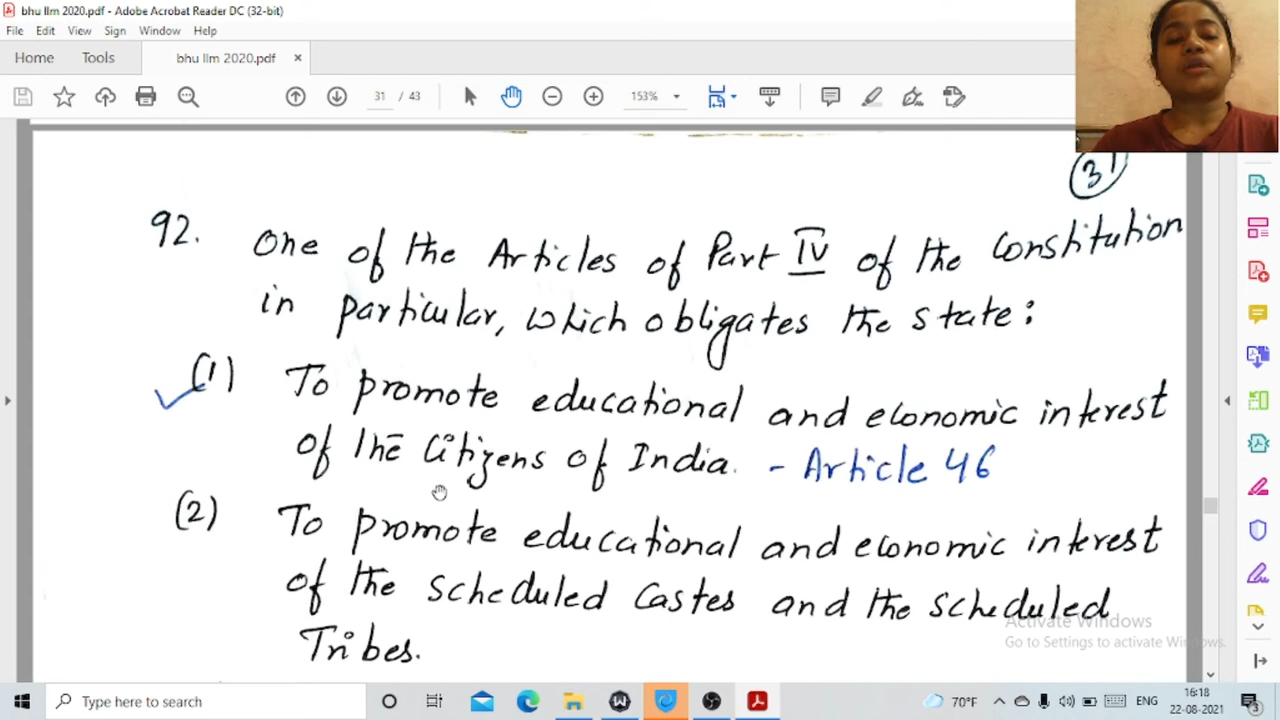 bhu llm 2020.pdf - Adobe Acrobat Reader DC (32-bit)
File Edit View Sign Window Help
Home Tools bhu llm 2020.pdf ×
31 / 43 153%
31
92. One of the Articles of Part IV of the Constitution
in particular, which obligates the state:
(1) To promote educational and economic interest
of the Citizens of India. - Article 46
(2) To promote educational and economic interest
of the Scheduled Castes and the Scheduled
Tribes.
Activate Windows
Go to Settings to activate Windows.
Type here to search 70°F ENG 16:18
22-08-2021 3